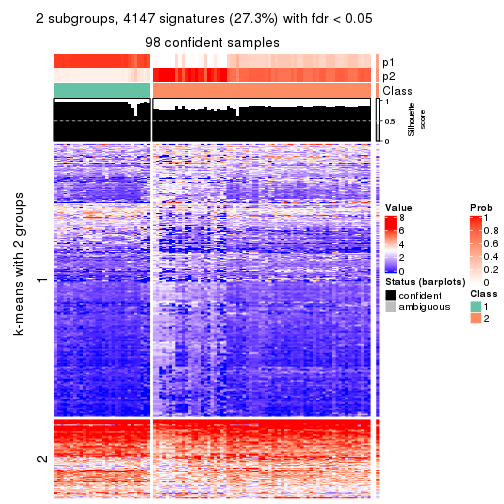 2 subgroups, 4147 signatures (27.3%) with fdr < 0.05
98 confident samples
p1
p2
Class
1
0.5
0
Silhouette
score
k-means with 2 groups
1
2
Value
8
6
4
2
0
Status (barplots)
confident
ambiguous
Prob
1
0.8
0.6
0.4
0.2
0
Class
1
2